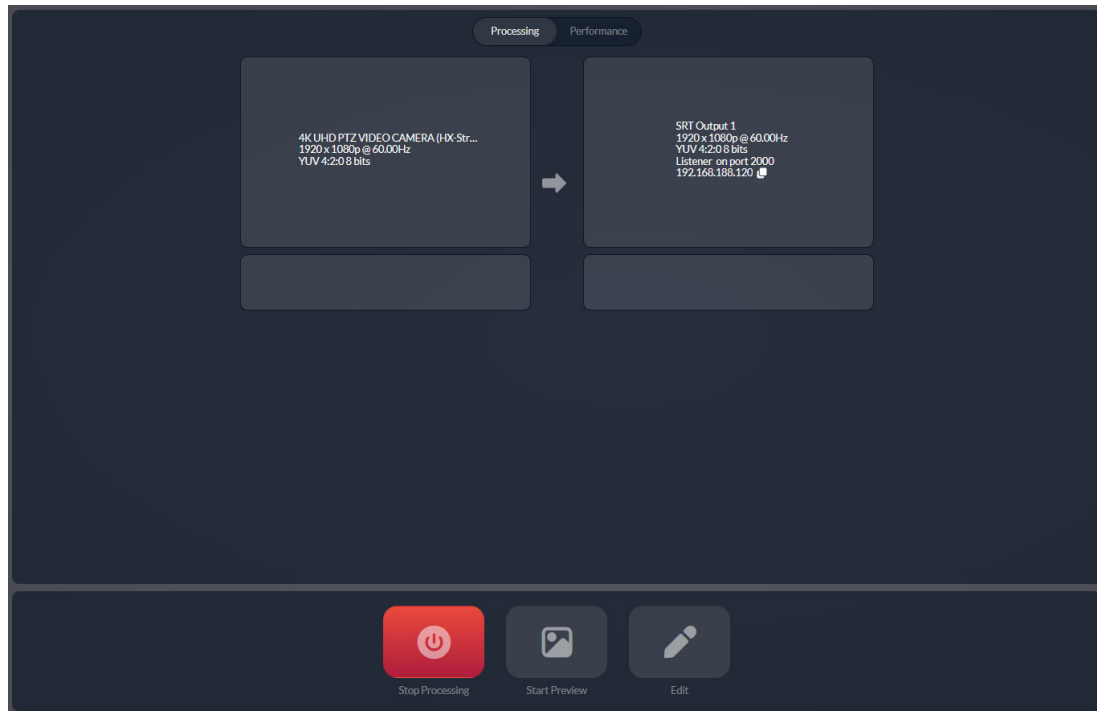 Processing Performance
4K UHD PTZ VIDEO CAMERA (HX-Str...
1920 x 1080p @ 60.00Hz
YUV 4:2:0 8 bits
SRT Output 1
1920 x 1080p @ 60.00Hz
YUV 4:2:0 8 bits
Listener on port 2000
192.168.188.120
Stop Processing Start Preview Edit